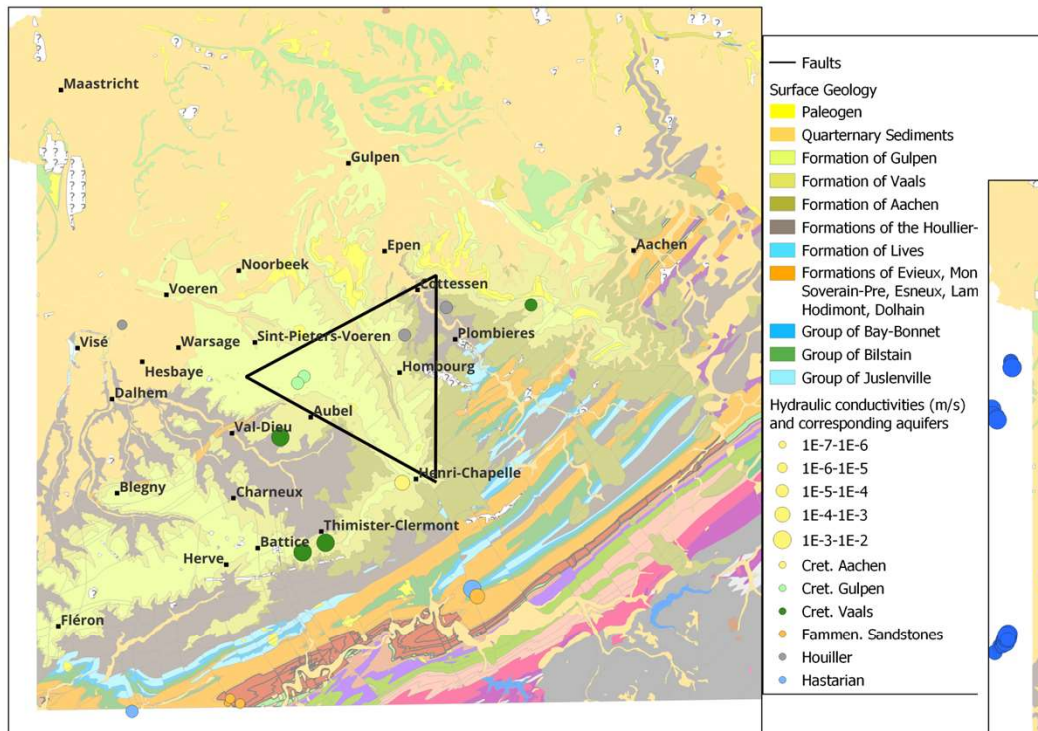 Maastricht
Gulpen
Epen
Aachen
Noorbeek
Cottessen
Voeren
Sint-Pieters-Voeren
Plombieres
Visé
Warsage
Hesbaye
Hombourg
Dalhem
Aubel
Val-Dieu
Henri-Chapelle
Blegny
Charneux
Thimister-Clermont
Battice
Herve
Fléron
Faults
Surface Geology
Paleogen
Quarternary Sediments
Formation of Gulpen
Formation of Vaals
Formation of Aachen
Formations of the Houllier-
Formation of Lives
Formations of Evieux, Mon
Soverain-Pre, Esneux, Lam
Hodimont, Dolhain
Group of Bay-Bonnet
Group of Bilstain
Group of Juslenville
Hydraulic conductivities (m/s)
and corresponding aquifers
1E-7-1E-6
1E-6-1E-5
1E-5-1E-4
1E-4-1E-3
1E-3-1E-2
Cret. Aachen
Cret. Gulpen
Cret. Vaals
Fammen. Sandstones
Houiller
Hastarian